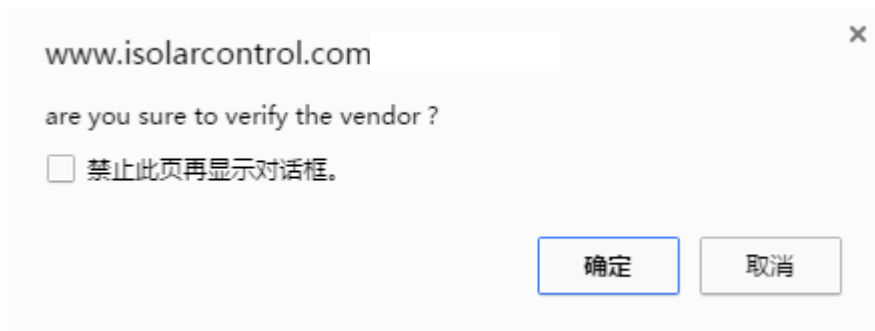 www.isolarcontrol.com
are you sure to verify the vendor ?
禁止此页再显示对话框。
确定
取消